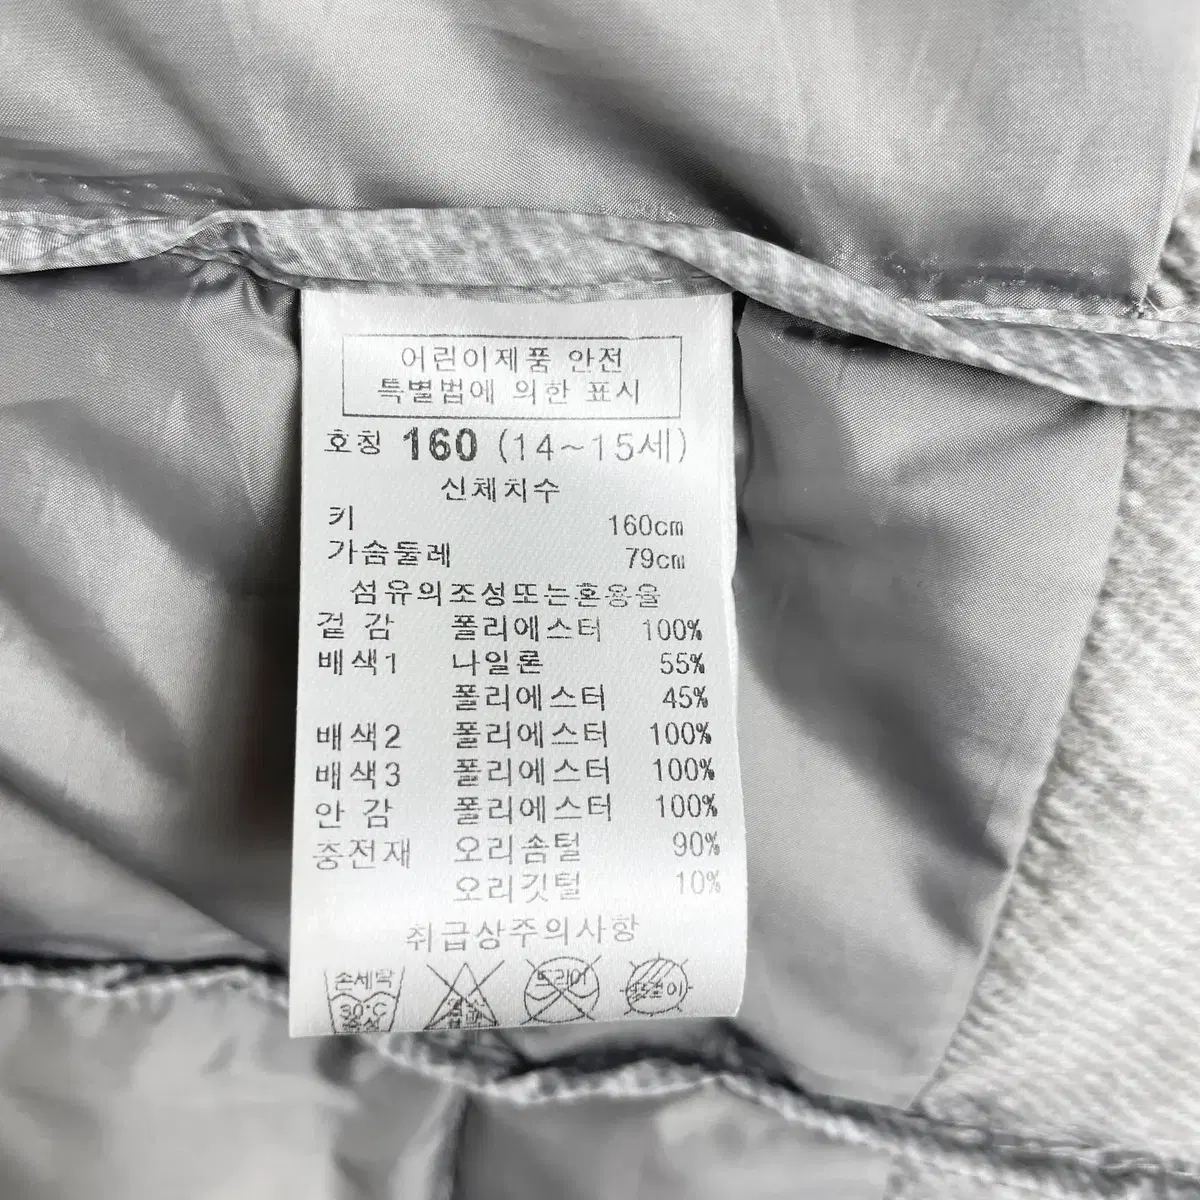 어린이제품 안전
특별법에 의한 표시
호칭 160 (14~15세)
신체치수
키 160cm
가슴둘레 79cm
섬유의조성또는혼용율
겉 감 폴리에스터 100%
배색1 나일론 55%
폴리에스터 45%
배색2 폴리에스터 100%
배색3 폴리에스터 100%
안 감 폴리에스터 100%
충전재 오리솜털 90%
오리깃털 10%
취급상주의사항
손세탁 드라이
30°C 중성 옷걸이